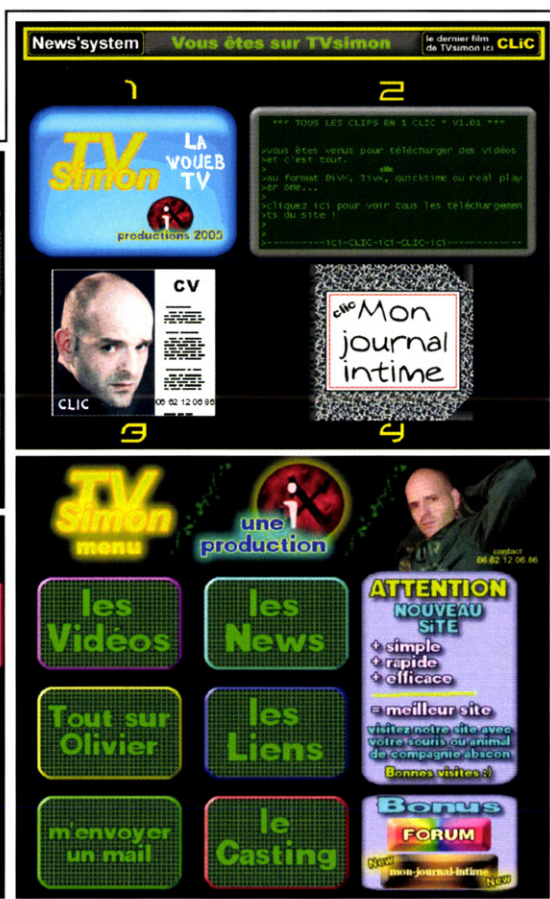 News'system
Vous êtes sur TVsimon
le dernier film
de TVsimon ici
CLiC
1
2
TV
Simon
LA
WOUEB
TV
iX
productions 2005
*** TOUS LES CLIPS EN 1 CLIC * V1.01 ***
>vous êtes venus pour télécharger des vidéos
>et c'est tout.
clic
>au format DivX, 3ivx, quicktime ou real play
>er one...
>
>cliquez ici pour voir tous les téléchargemen
>ts du site !
>
>
>------------ici-CLIC-ici-CLIC-ici------------
CV
CLIC
06 62 12 06 86
clic
Mon
journal
intime
3
4
TV
Simon
menu
iX
une
production
contact
06.62.12.06.86
les
Vidéos
les
News
ATTENTION
NOUVEAU
SiTE
+ simple
+ rapide
+ efficace
= meilleur site
visitez notre site avec
votre souris ou animal
de compagnie abscon
Bonnes visites :)
Tout sur
Olivier
les
Liens
m'envoyer
un mail
le
Casting
Bonus
FORUM
New
mon-journal-intime
New